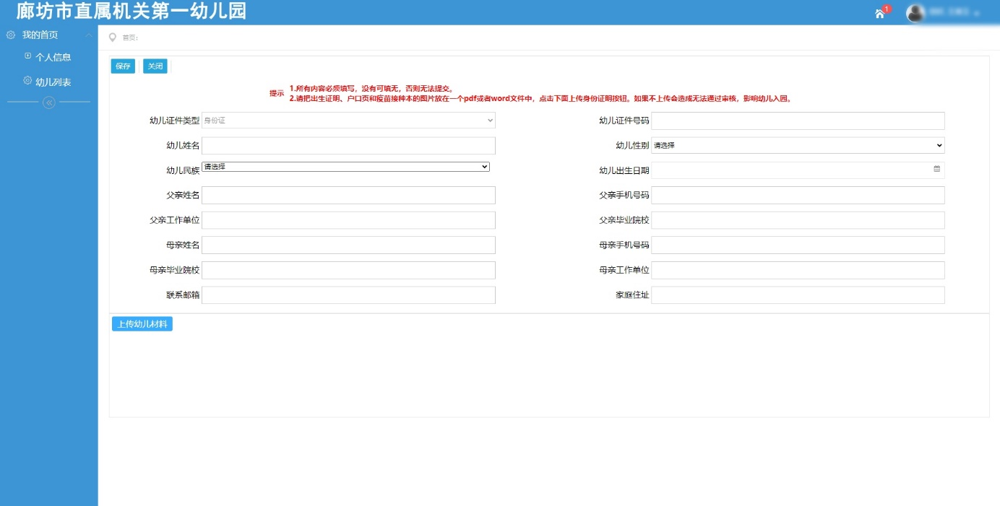 廊坊市直属机关第一幼儿园
1
我的首页
首页:
个人信息
幼儿列表
保存
关闭
提示
1.所有内容必须填写，没有可填无，否则无法提交。
2.请把出生证明、户口页和疫苗接种本的图片放在一个pdf或者word文件中，点击下面上传身份证明按钮。如果不上传会造成无法通过审核，影响幼儿入园。
幼儿证件类型 身份证
幼儿证件号码
幼儿姓名
幼儿性别 请选择
幼儿民族 请选择
幼儿出生日期
父亲姓名
父亲手机号码
父亲工作单位
父亲毕业院校
母亲姓名
母亲手机号码
母亲毕业院校
母亲工作单位
联系邮箱
家庭住址
上传幼儿材料